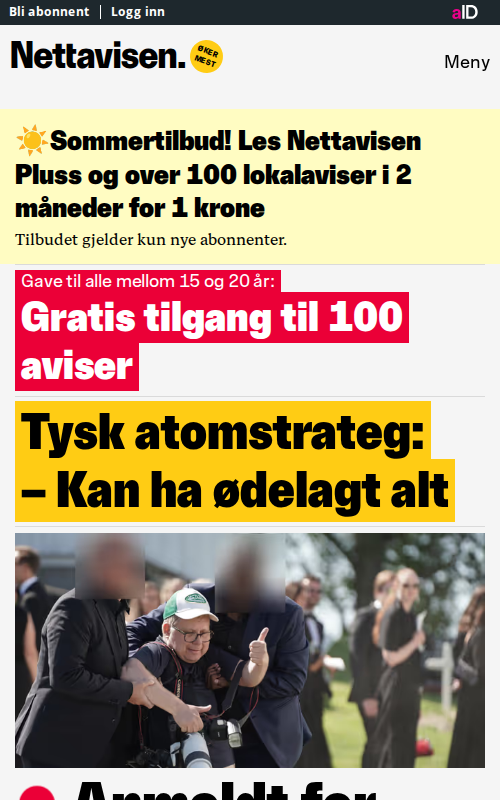 Bli abonnent | Logg inn
aID
Nettavisen.
ØKER
MEST
Meny
☀️Sommertilbud! Les Nettavisen
Pluss og over 100 lokalaviser i 2
måneder for 1 krone
Tilbudet gjelder kun nye abonnenter.
Gave til alle mellom 15 og 20 år:
Gratis tilgang til 100
aviser
Tysk atomstrateg:
– Kan ha ødelagt alt
Anmeldt for